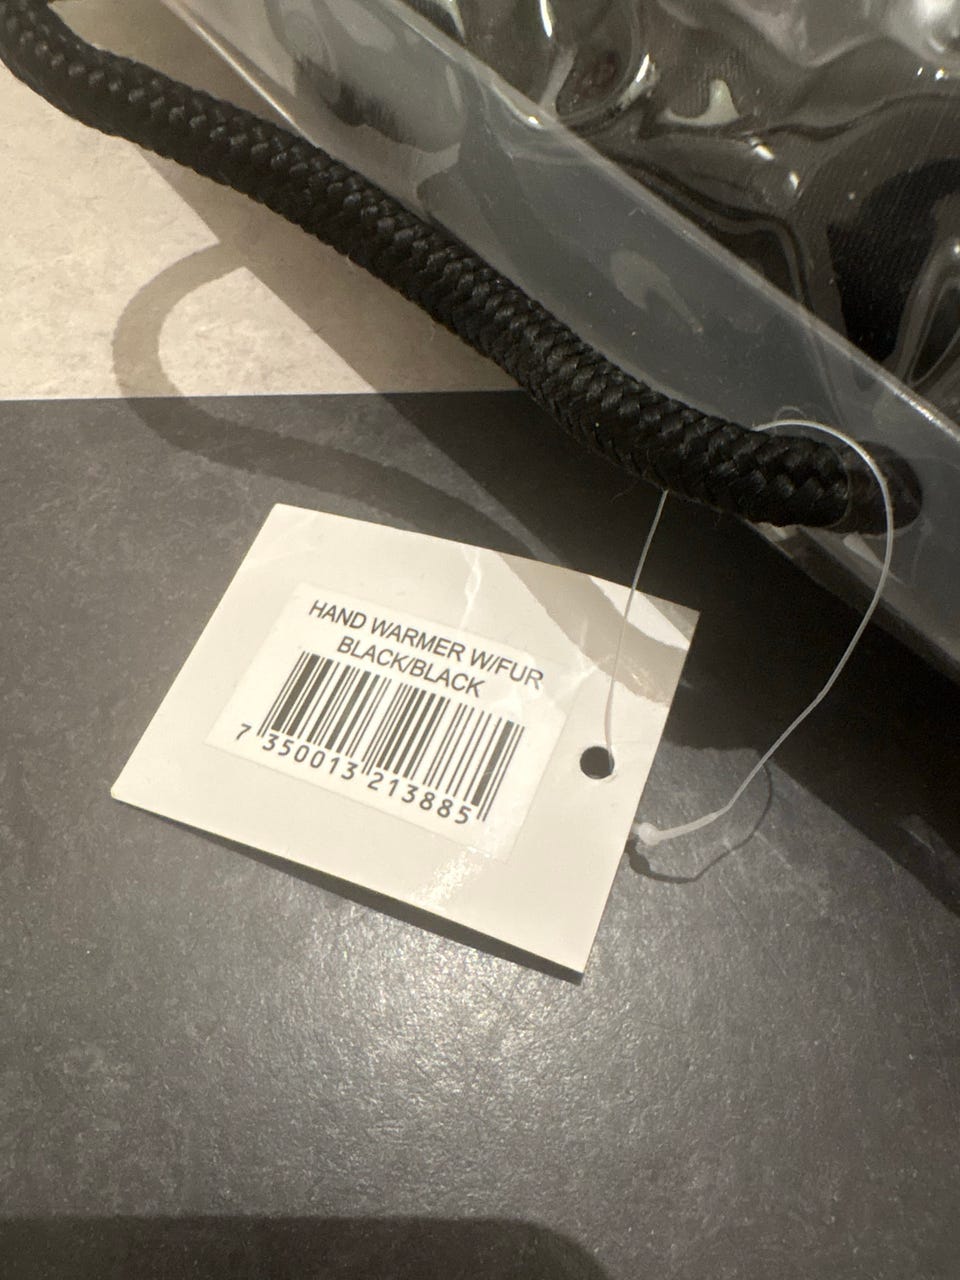 HAND WARMER W/FUR
BLACK/BLACK
7 350013 213885